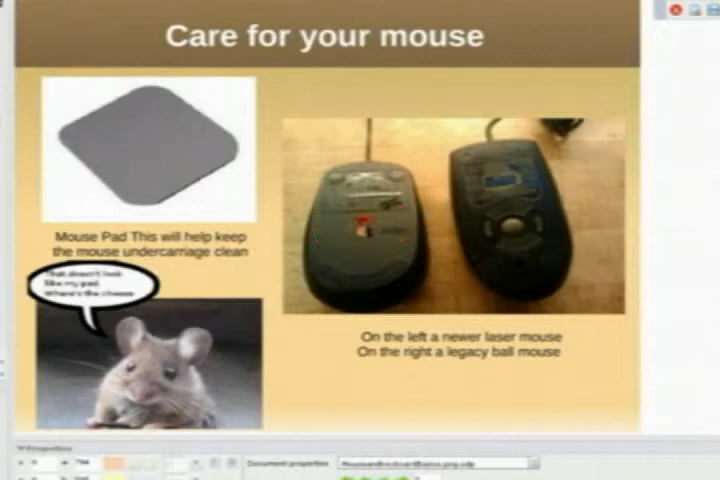 Care for your mouse
Mouse Pad This will help keep
the mouse undercarriage clean
That doesn't look
like my pad.
Where's the cheese
On the left a newer laser mouse
On the right a legacy ball mouse
Properties
Document properties